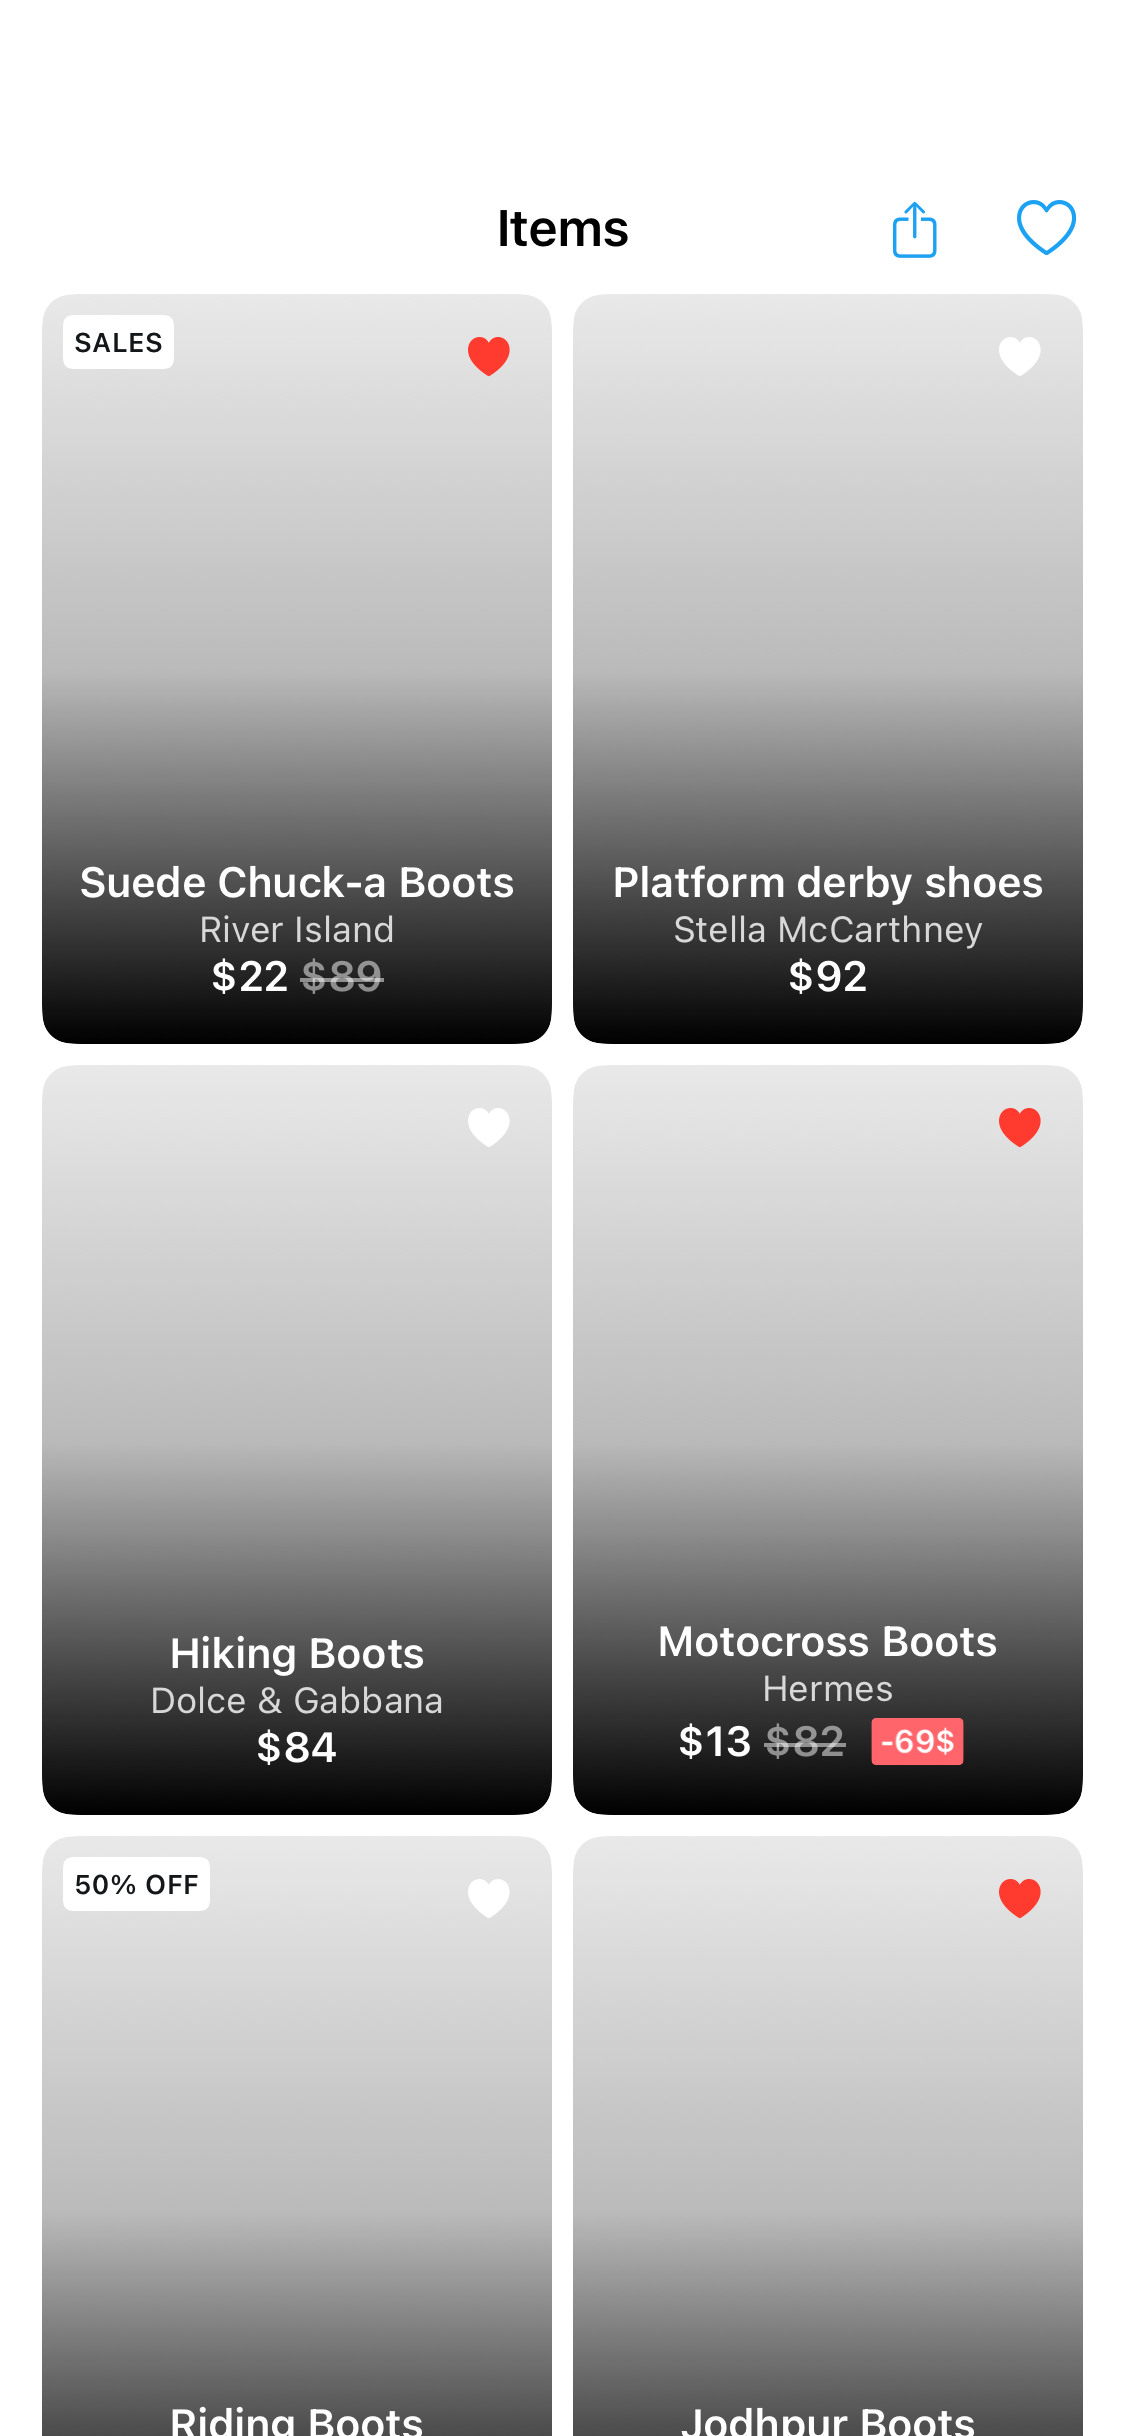 Items
SALES
Suede Chuck-a Boots
River Island
$22 $89
Platform derby shoes
Stella McCarthney
$92
Hiking Boots
Dolce & Gabbana
$84
Motocross Boots
Hermes
$13 $82 -69$
50% OFF
Riding Boots
Jodhpur Boots